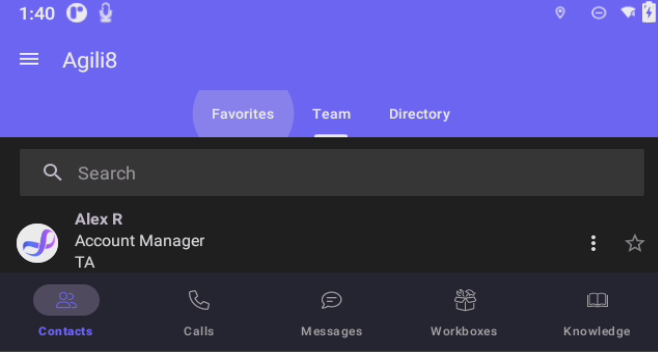 1:40
Agili8
Favorites Team Directory
Search
Alex R
Account Manager
TA
Contacts Calls Messages Workboxes Knowledge